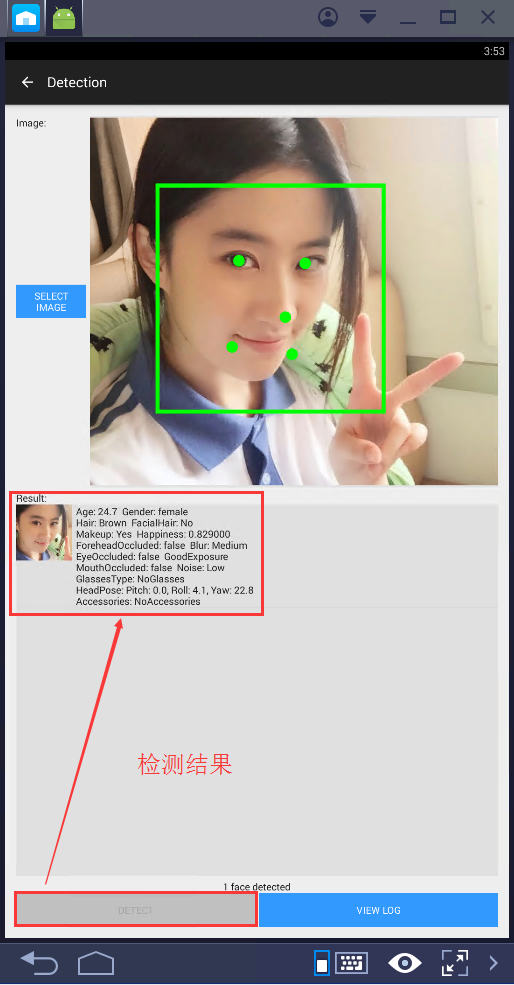 3:53
Detection
Image:
SELECT
IMAGE
Result:
Age: 24.7  Gender: female
Hair: Brown  FacialHair: No
Makeup: Yes  Happiness: 0.829000
ForeheadOccluded: false  Blur: Medium
EyeOccluded: false  GoodExposure
MouthOccluded: false  Noise: Low
GlassesType: NoGlasses
HeadPose: Pitch: 0.0, Roll: 4.1, Yaw: 22.8
Accessories: NoAccessories
检测结果
1 face detected
DETECT
VIEW LOG